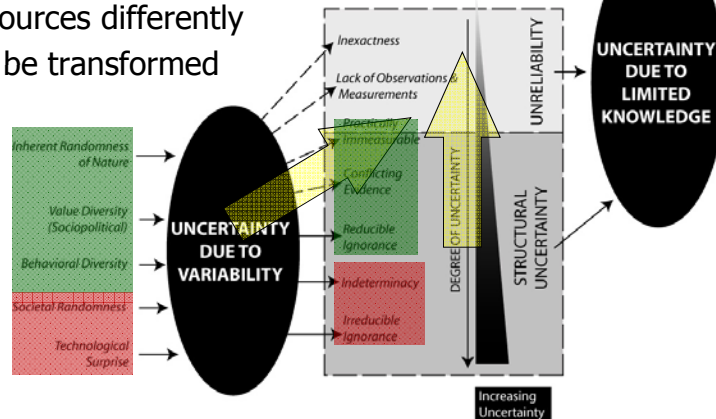 ources differently
be transformed
Inherent Randomness
of Nature
Value Diversity
(Sociopolitical)
Behavioral Diversity
Societal Randomness
Technological
Surprise
UNCERTAINTY
DUE TO
VARIABILITY
Inexactness
Lack of Observations &
Measurements
Practically
Immeasurable
Conflicting
Evidence
Reducible
Ignorance
Indeterminacy
Irreducible
Ignorance
DEGREE OF UNCERTAINTY
UNRELIABILITY
STRUCTURAL
UNCERTAINTY
Increasing
Uncertainty
UNCERTAINTY
DUE TO
LIMITED
KNOWLEDGE